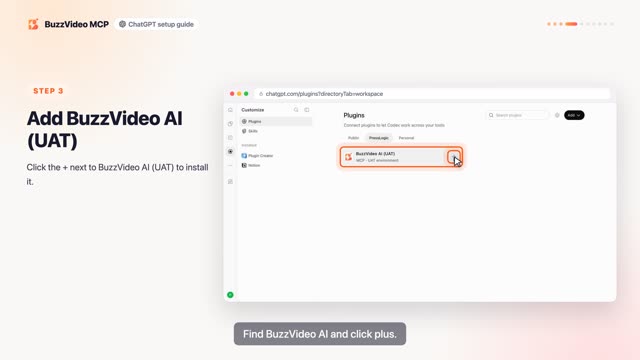 BuzzVideo MCP
ChatGPT setup guide
STEP 3
Add BuzzVideo AI
(UAT)
Click the + next to BuzzVideo AI (UAT) to install
it.
chatgpt.com/plugins?directoryTab=workspace
Customize
Plugins
Skills
Plugin Creator
Notion
Plugins
Connect plugins to let Codex work across your tools
Search plugins
Add
Public
PressLogic
Personal
BuzzVideo AI (UAT)
MCP · UAT environment
Find BuzzVideo AI and click plus.